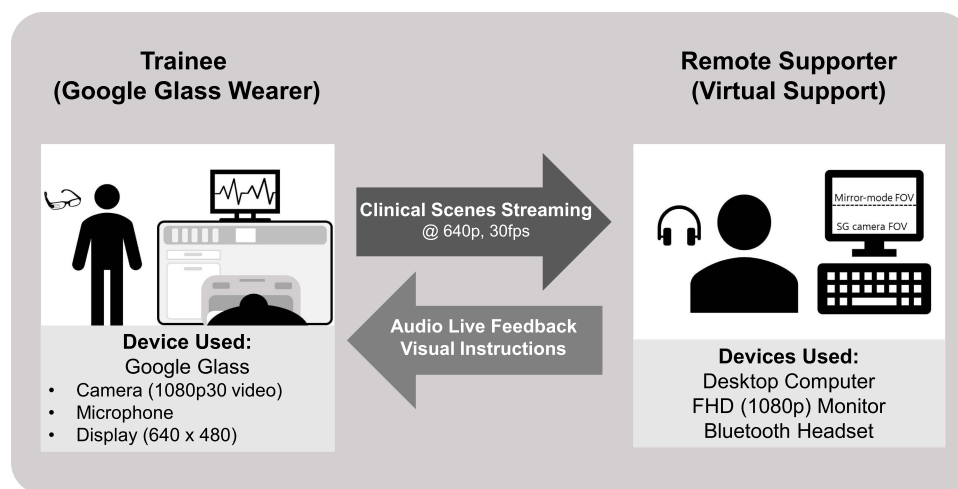 Trainee
(Google Glass Wearer)
Remote Supporter
(Virtual Support)
Clinical Scenes Streaming
@ 640p, 30fps
Mirror-mode FOV
SG camera FOV
Audio Live Feedback
Visual Instructions
Device Used:
Google Glass
• Camera (1080p30 video)
• Microphone
• Display (640 x 480)
Devices Used:
Desktop Computer
FHD (1080p) Monitor
Bluetooth Headset